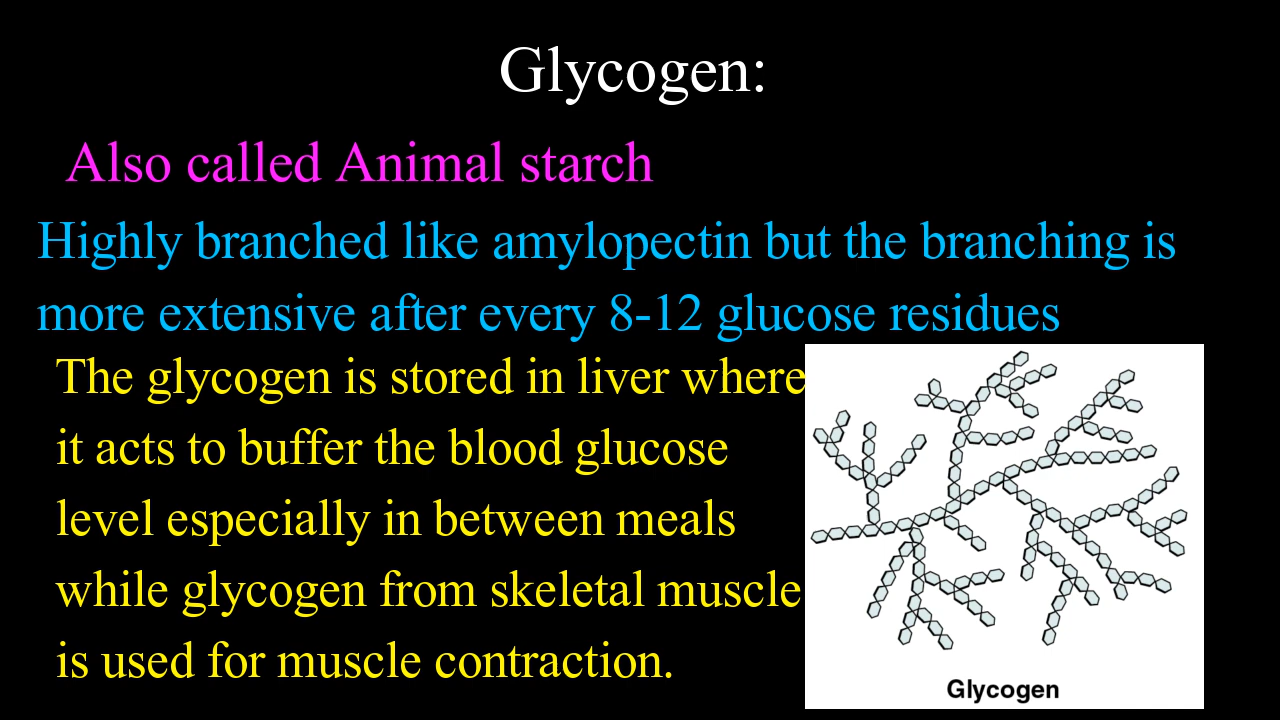 Glycogen:
Also called Animal starch
Highly branched like amylopectin but the branching is
more extensive after every 8-12 glucose residues
The glycogen is stored in liver where
it acts to buffer the blood glucose
level especially in between meals
while glycogen from skeletal muscle
is used for muscle contraction.
Glycogen